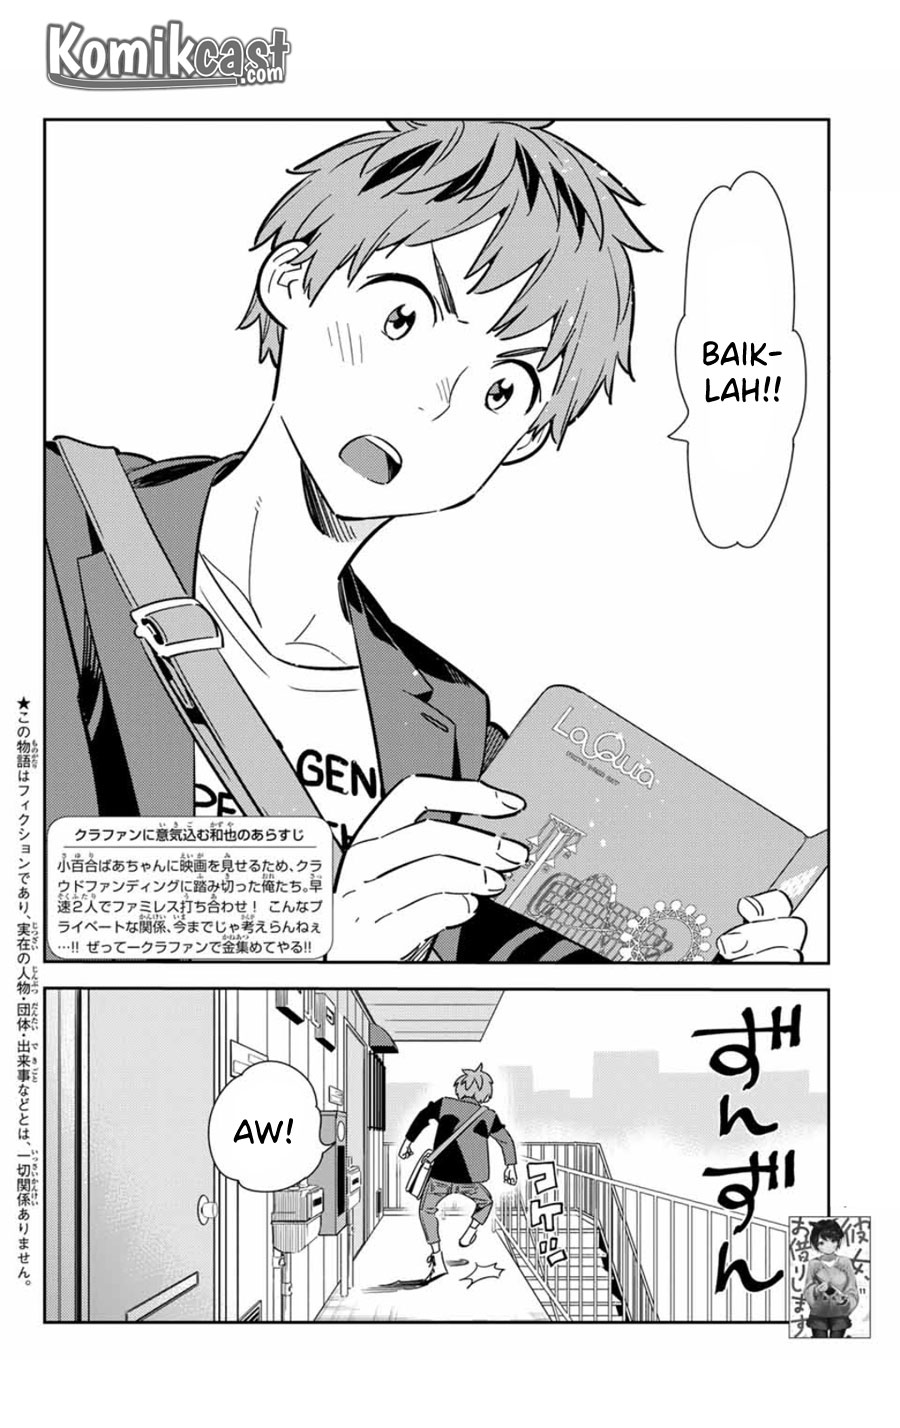 Komikcast
.com
BAIK-
LAH!!
LaQua
GEN
クラファンに意気込む和也のあらすじ
小百合ばあちゃんに映画を見せるため、クラ
ウドファンディングに踏み切った俺たち。早
速2人でファミレス打ち合わせ！ こんなプ
ライベートな関係、今までじゃ考えらんねぇ
…!! ぜってークラファンで金集めてやる!!
★この物語はフィクションであり、実在の人物・団体・出来事などとは、一切関係ありません。
ずんずん
AW!
コケッ
彼女、
お借りします
11